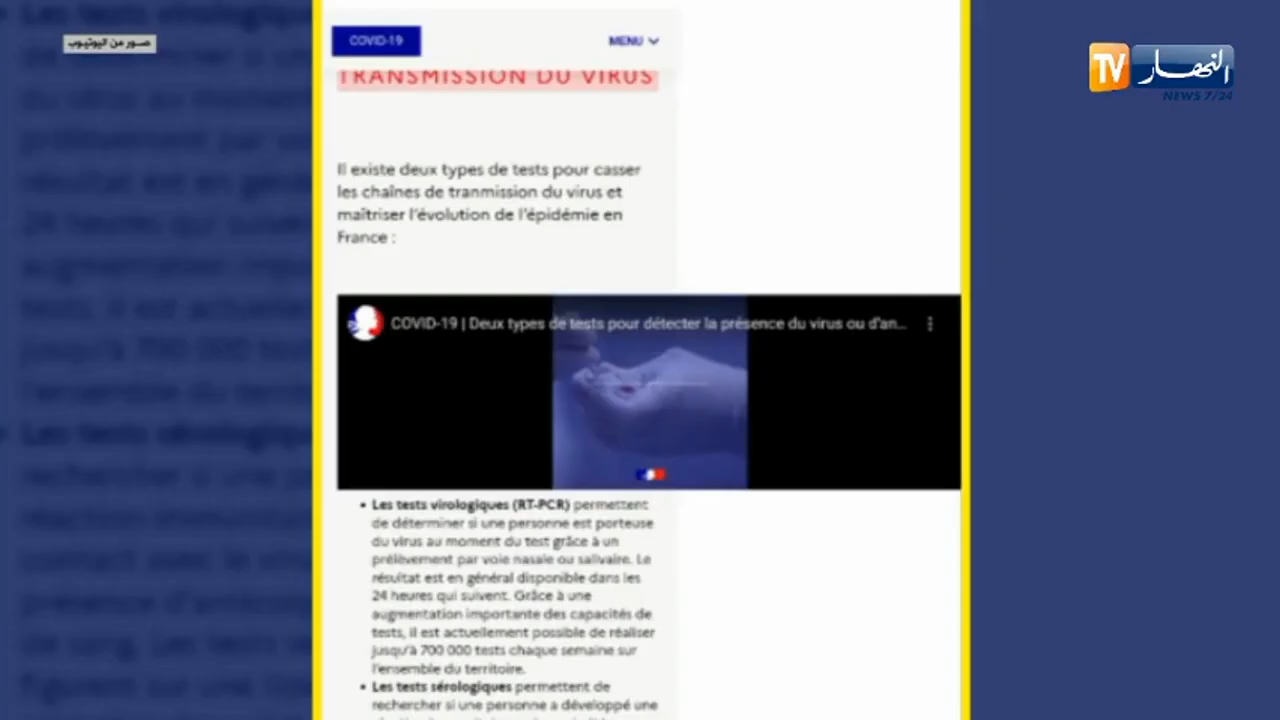 صور من اليوتيوب
COVID-19
MENU
TRANSMISSION DU VIRUS
TV النهار
NEWS 7/24
Il existe deux types de tests pour casser
les chaînes de tranmission du virus et
maîtriser l'évolution de l'épidémie en
France :
COVID-19 | Deux types de tests pour détecter la présence du virus ou d'an...
• Les tests virologiques (RT-PCR) permettent
de déterminer si une personne est porteuse
du virus au moment du test grâce à un
prélèvement par voie nasale ou salivaire. Le
résultat est en général disponible dans les
24 heures qui suivent. Grâce à une
augmentation importante des capacités de
tests, il est actuellement possible de réaliser
jusqu'à 700 000 tests chaque semaine sur
l'ensemble du territoire.
• Les tests sérologiques permettent de
rechercher si une personne a développé une